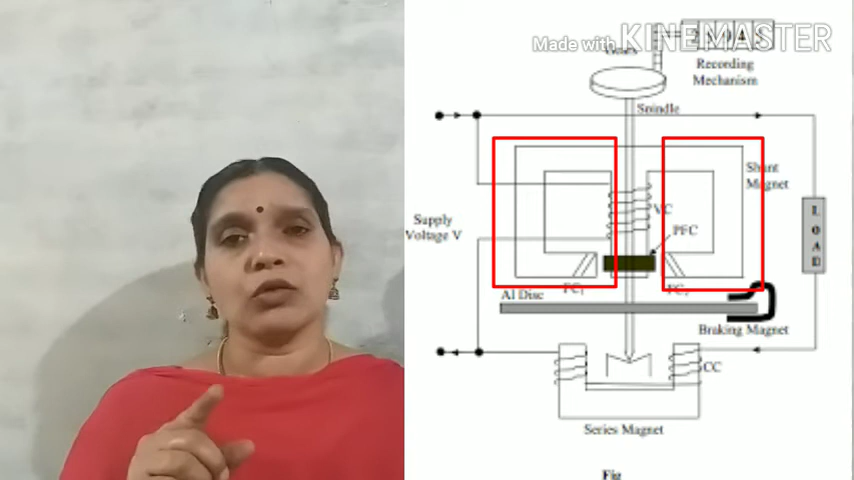 Made with KINEMASTER
Recording
Mechanism
Spindle
Shunt
Magnet
VC
PFC
Supply
Voltage V
LOAD
Al Disc
Braking Magnet
CC
Series Magnet
Fig